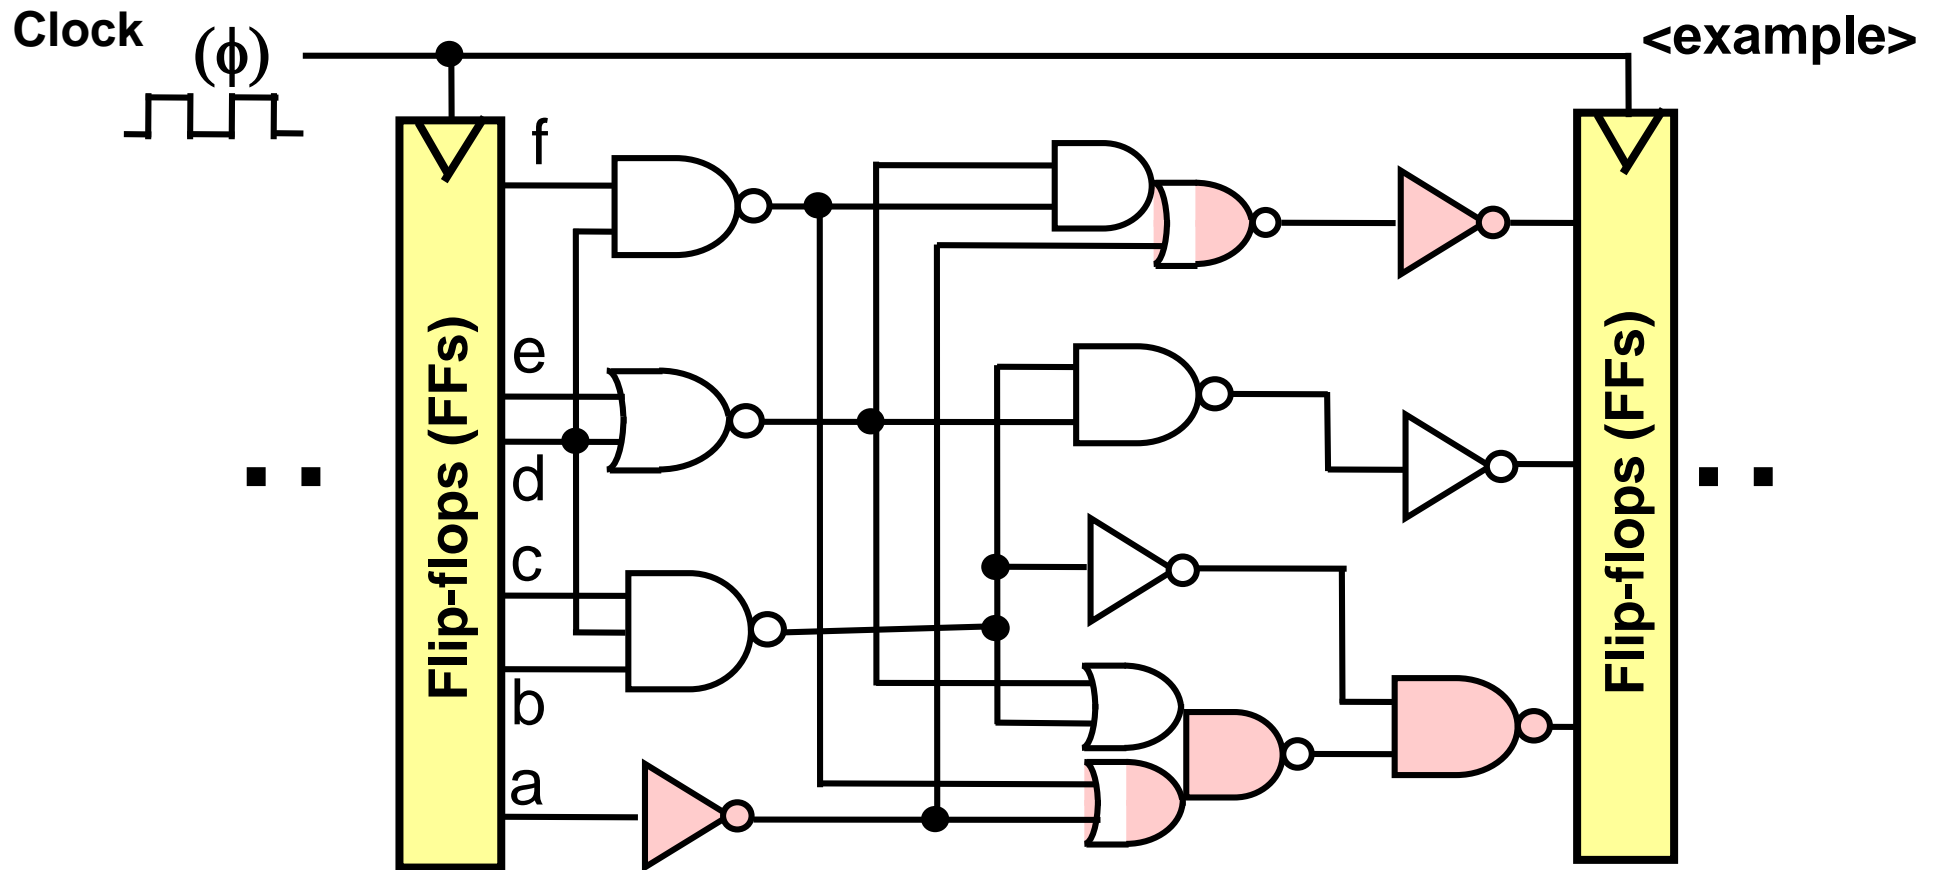 Clock
(ϕ)
<example>
f
e
d
c
b
a
Flip-flops (FFs)
Flip-flops (FFs)